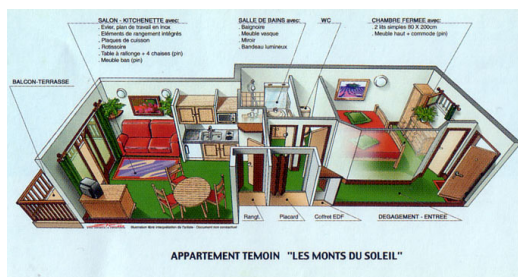 SALON - KITCHENETTE avec:
. Evier, plan de travail en Inox
. Eléments de rangement intégrés
. Plaques de cuisson
. Rotissoire
. Table à rallonge + 4 chaises (pin)
. Meuble bas (pin)
SALLE DE BAINS avec:
. Baignoire
. Meuble vasque
. Miroir
. Bandeau lumineux
WC
CHAMBRE FERMEE avec:
. 2 lits simples 80 X 200cm
. Meuble haut + commode (pin)
BALCON-TERRASSE
Rangt.
Placard
Coffret EDF
DEGAGEMENT - ENTREE
APPARTEMENT TEMOIN "LES MONTS DU SOLEIL"